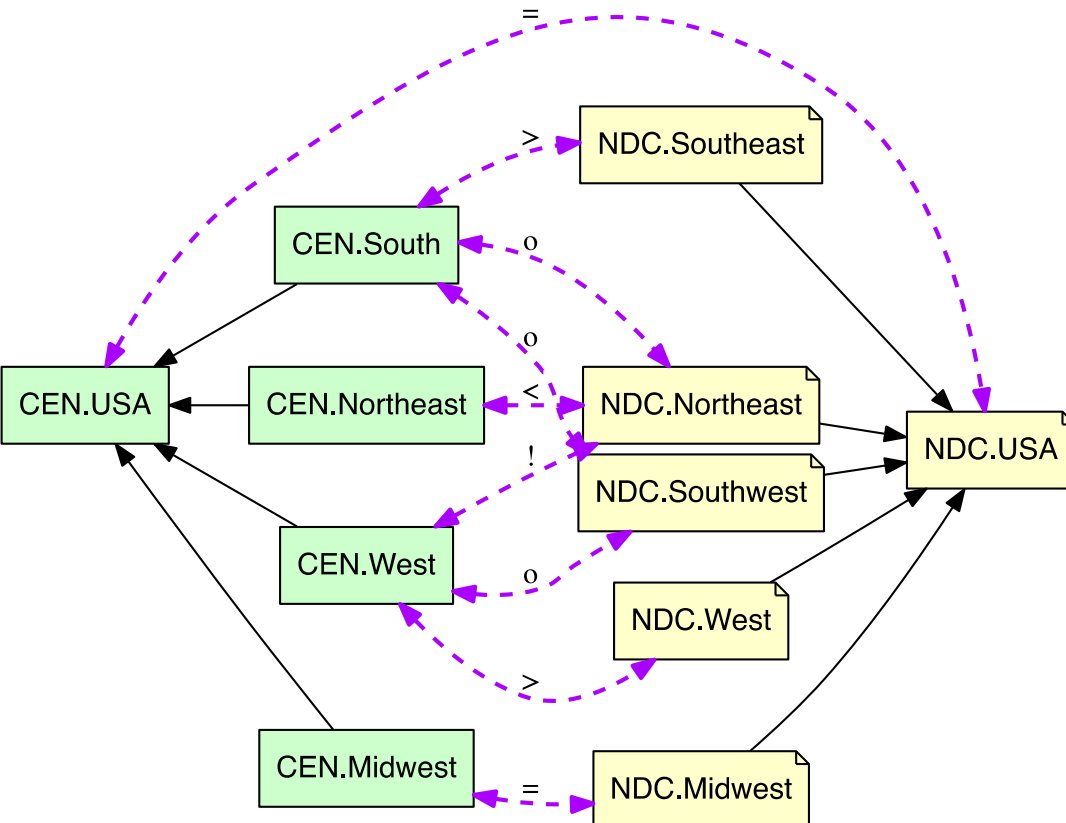 =
>
NDC.Southeast
CEN.South
o
o
CEN.USA
CEN.Northeast
<
NDC.Northeast
NDC.USA
!
NDC.Southwest
CEN.West
o
NDC.West
>
CEN.Midwest
=
NDC.Midwest